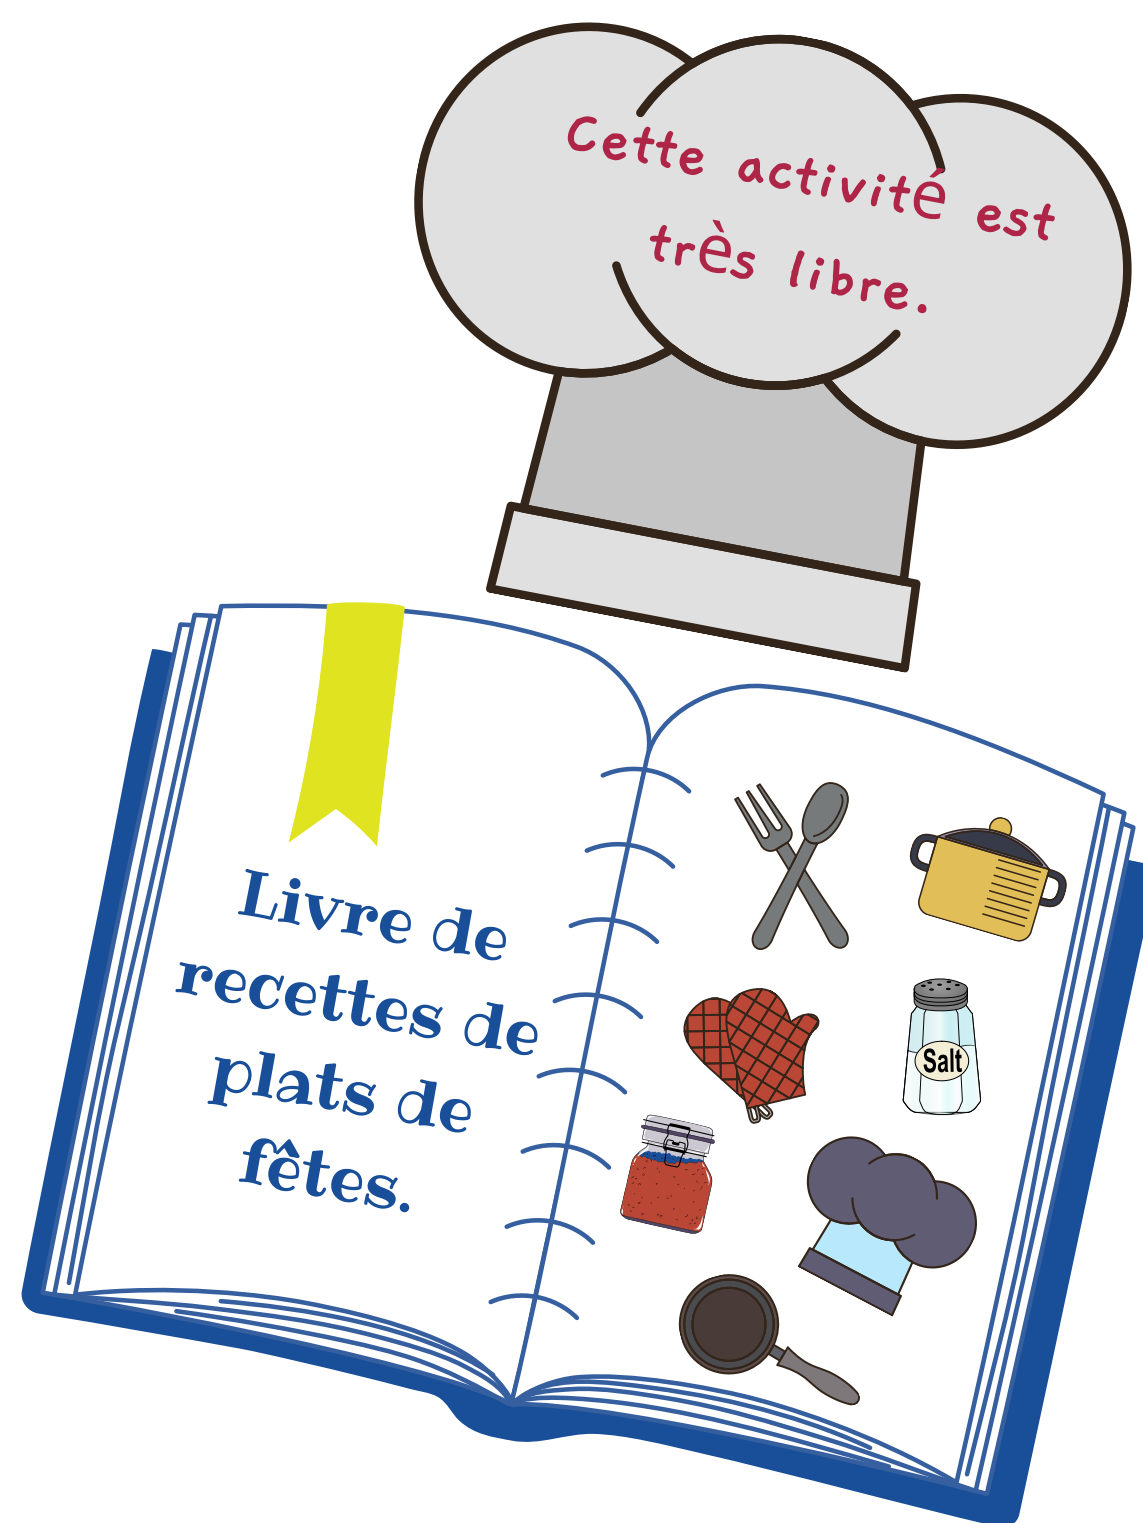 Cette activité est
très libre.
Livre de
recettes de
plats de
fêtes.
Salt